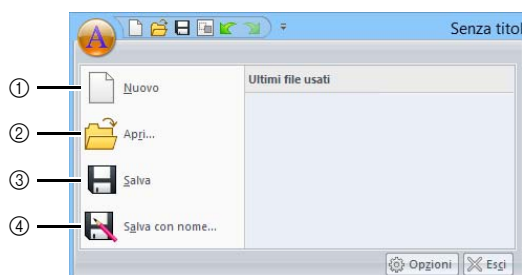 A
Senza titol
① Nuovo
Ultimi file usati
② Apri...
③ Salva
④ Salva con nome...
Opzioni
Esci